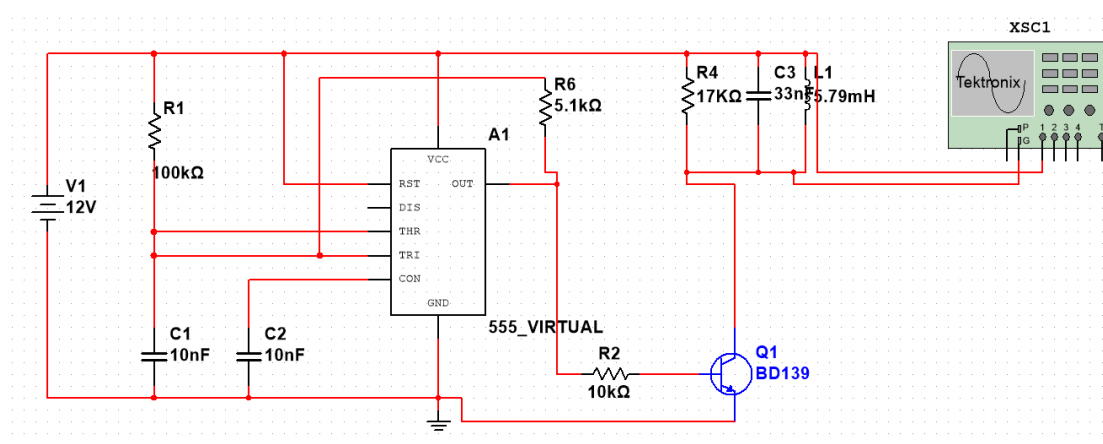 XSC1
Tektronix
P
G
1 2 3 4 T
R1
100kΩ
V1
12V
R6
5.1kΩ
A1
VCC
RST OUT
DIS
THR
TRI
CON
GND
555_VIRTUAL
R4
17KΩ
C3
33nF
L1
5.79mH
C1
10nF
C2
10nF
R2
10kΩ
Q1
BD139